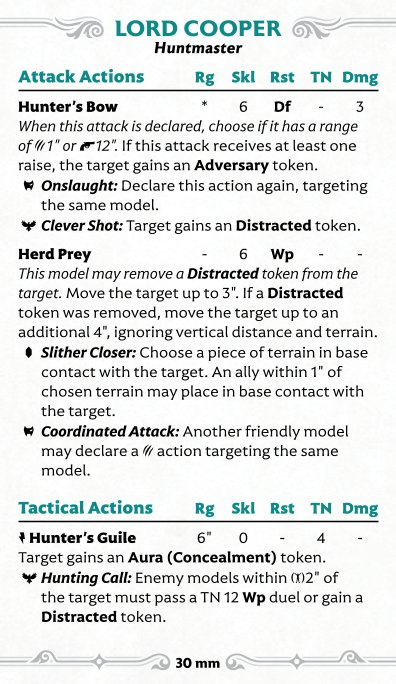 LORD COOPER
Huntmaster
Attack Actions Rg Skl Rst TN Dmg
Hunter's Bow * 6 Df - 3
When this attack is declared, choose if it has a range
of 1" or 12". If this attack receives at least one
raise, the target gains an Adversary token.
Onslaught: Declare this action again, targeting
the same model.
Clever Shot: Target gains an Distracted token.
Herd Prey - 6 Wp - -
This model may remove a Distracted token from the
target. Move the target up to 3". If a Distracted
token was removed, move the target up to an
additional 4", ignoring vertical distance and terrain.
Slither Closer: Choose a piece of terrain in base
contact with the target. An ally within 1" of
chosen terrain may place in base contact with
the target.
Coordinated Attack: Another friendly model
may declare a action targeting the same
model.
Tactical Actions Rg Skl Rst TN Dmg
Hunter's Guile 6" 0 - 4 -
Target gains an Aura (Concealment) token.
Hunting Call: Enemy models within 2" of
the target must pass a TN 12 Wp duel or gain a
Distracted token.
30 mm